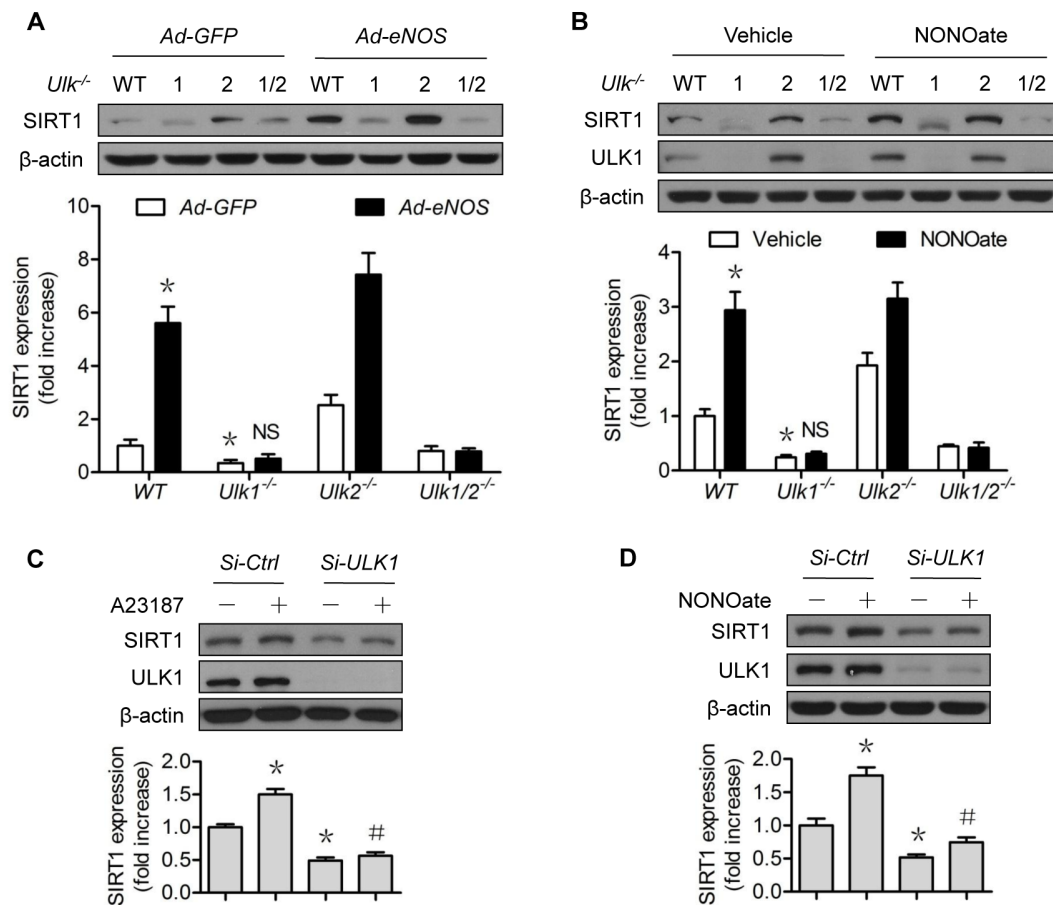 A
Ad-GFP Ad-eNOS
Ulk-/- WT 1 2 1/2 WT 1 2 1/2
SIRT1
β-actin
Ad-GFP Ad-eNOS
SIRT1 expression
(fold increase)
10
8
6
4
2
0
*
*
NS
WT Ulk1-/- Ulk2-/- Ulk1/2-/-
B
Vehicle NONOate
Ulk-/- WT 1 2 1/2 WT 1 2 1/2
SIRT1
ULK1
β-actin
Vehicle NONOate
SIRT1 expression
(fold increase)
4
3
2
1
0
*
*
NS
WT Ulk1-/- Ulk2-/- Ulk1/2-/-
C
Si-Ctrl Si-ULK1
A23187 − + − +
SIRT1
ULK1
β-actin
SIRT1 expression
(fold increase)
2.0
1.5
1.0
0.5
0.0
*
*
#
D
Si-Ctrl Si-ULK1
NONOate − + − +
SIRT1
ULK1
β-actin
SIRT1 expression
(fold increase)
2.0
1.5
1.0
0.5
0.0
*
*
#